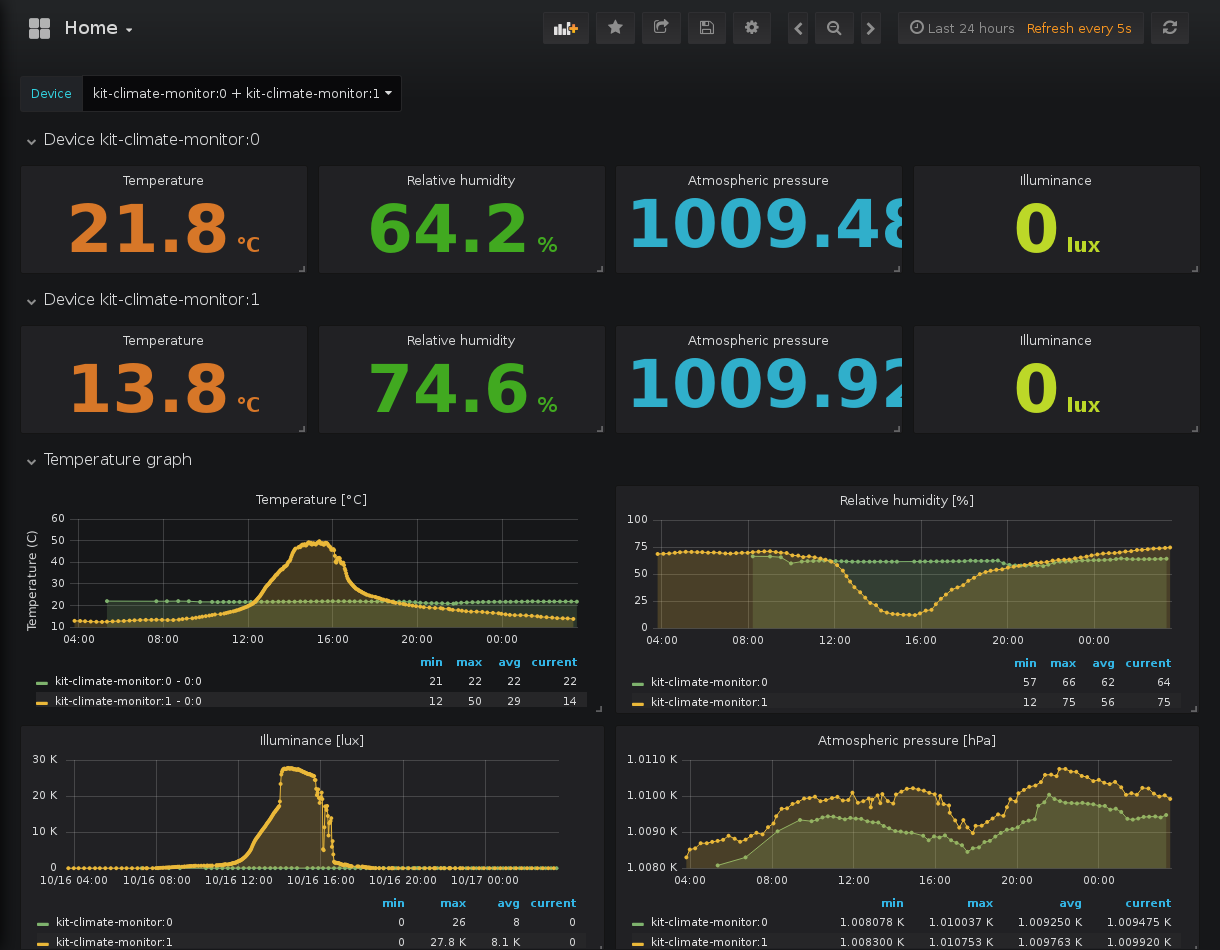 Home
Last 24 hours Refresh every 5s
Device kit-climate-monitor:0 + kit-climate-monitor:1
Device kit-climate-monitor:0
Temperature
21.8 °C
Relative humidity
64.2 %
Atmospheric pressure
1009.48
Illuminance
0 lux
Device kit-climate-monitor:1
Temperature
13.8 °C
Relative humidity
74.6 %
Atmospheric pressure
1009.92
Illuminance
0 lux
Temperature graph
Temperature [°C]
Temperature (C)
60
50
40
30
20
10
04:00 08:00 12:00 16:00 20:00 00:00
min max avg current
kit-climate-monitor:0 - 0:0 21 22 22 22
kit-climate-monitor:1 - 0:0 12 50 29 14
Relative humidity [%]
100
75
50
25
0
04:00 08:00 12:00 16:00 20:00 00:00
min max avg current
kit-climate-monitor:0 57 66 62 64
kit-climate-monitor:1 12 75 56 75
Illuminance [lux]
30 K
20 K
10 K
0
10/16 04:00 10/16 08:00 10/16 12:00 10/16 16:00 10/16 20:00 10/17 00:00
min max avg current
kit-climate-monitor:0 0 26 8 0
kit-climate-monitor:1 0 27.8 K 8.1 K 0
Atmospheric pressure [hPa]
1.0110 K
1.0100 K
1.0090 K
1.0080 K
04:00 08:00 12:00 16:00 20:00 00:00
min max avg current
kit-climate-monitor:0 1.008078 K 1.010037 K 1.009250 K 1.009475 K
kit-climate-monitor:1 1.008300 K 1.010753 K 1.009763 K 1.009920 K